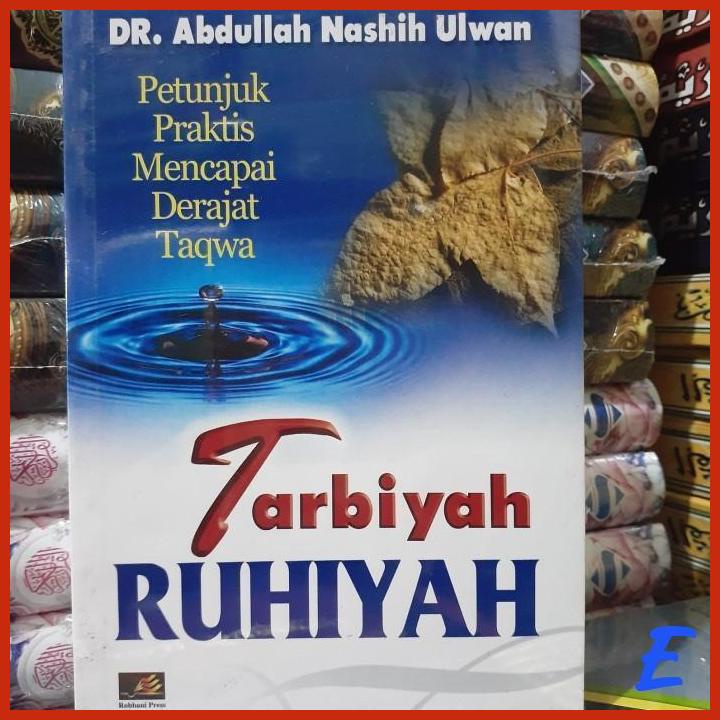 DR. Abdullah Nashih Ulwan
Petunjuk
Praktis
Mencapai
Derajat
Taqwa
Tarbiyah
RUHIYAH
Robbani Press
E